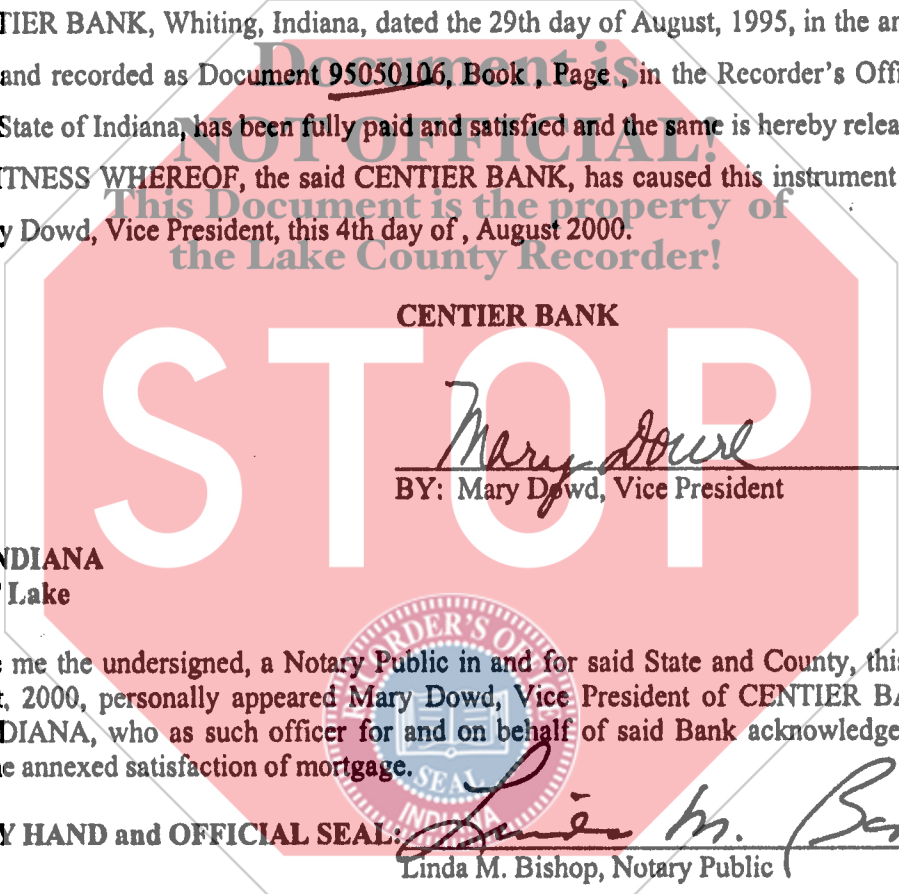 TIER BANK, Whiting, Indiana, dated the 29th day of August, 1995, in the
Document is
and recorded as Document 95050106, Book , Page , in the Recorder's Offi
NOT OFFICIAL!
State of Indiana, has been fully paid and satisfied and the same is hereby relea
TNESS WHEREOF, the said CENTIER BANK, has caused this instrument
This Document is the property of
y Dowd, Vice President, this 4th day of , August 2000.
the Lake County Recorder!
CENTIER BANK
STOP
Mary Dowd
BY: Mary Dowd, Vice President
NDIANA
Lake
me the undersigned, a Notary Public in and for said State and County, this
, 2000, personally appeared Mary Dowd, Vice President of CENTIER BA
DIANA, who as such officer for and on behalf of said Bank acknowledge
e annexed satisfaction of mortgage.
RECORDER'S OFFICE
SEAL
INDIANA
Y HAND and OFFICIAL SEAL:
Linda M. B
Linda M. Bishop, Notary Public